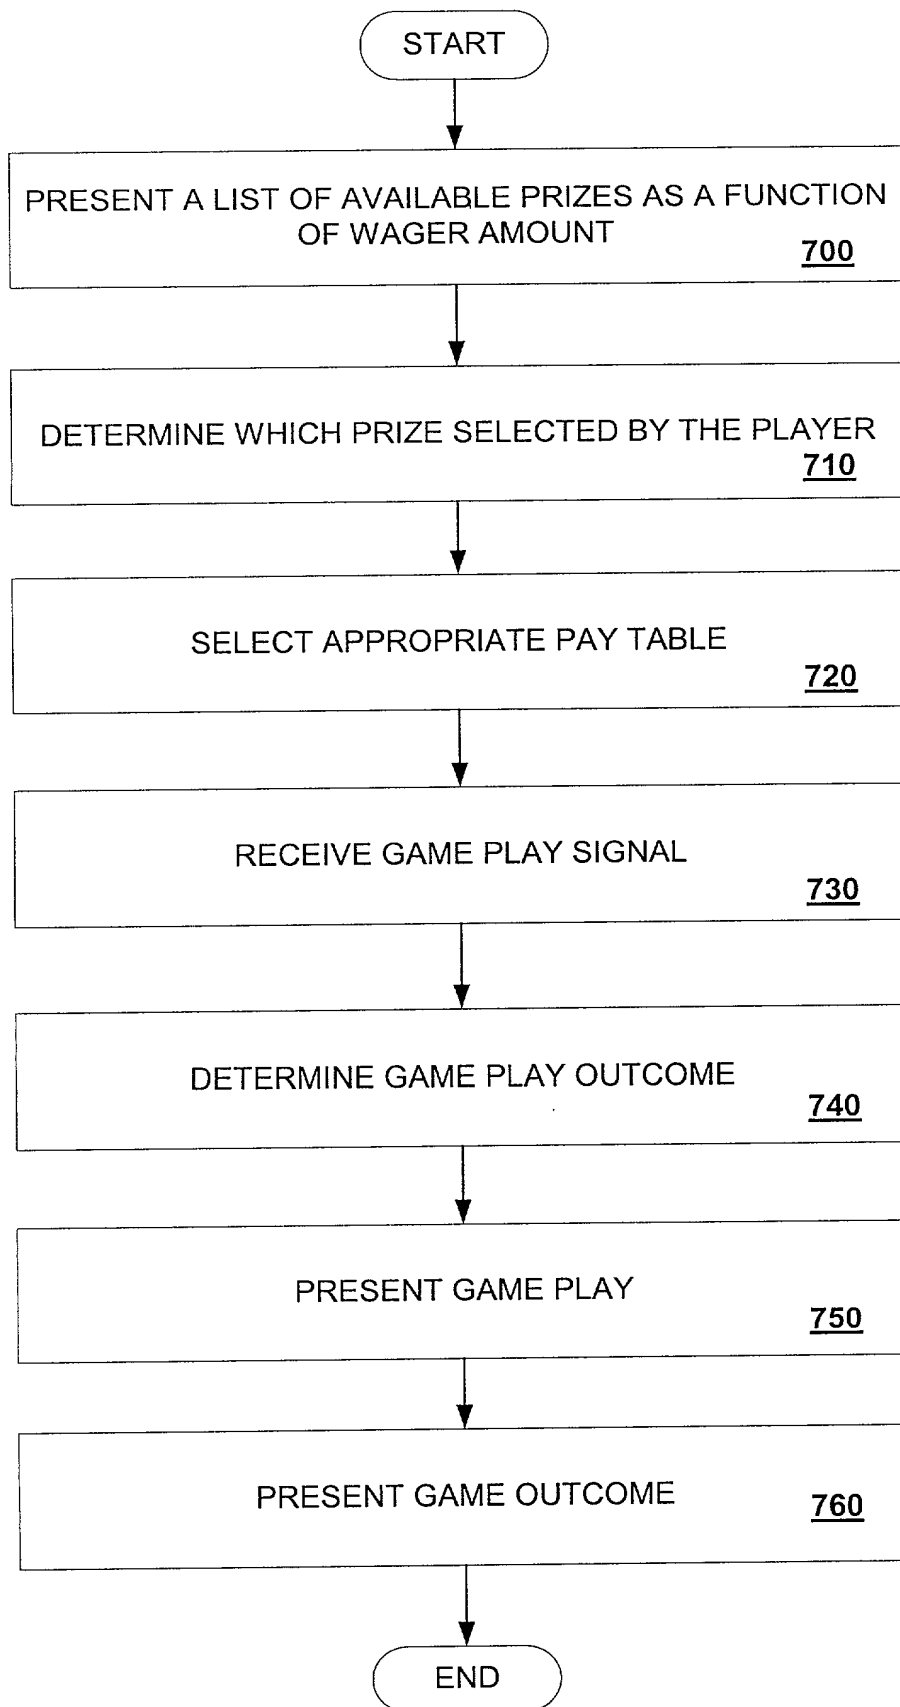 START
PRESENT A LIST OF AVAILABLE PRIZES AS A FUNCTION
OF WAGER AMOUNT
700
DETERMINE WHICH PRIZE SELECTED BY THE PLAYER
710
SELECT APPROPRIATE PAY TABLE
720
RECEIVE GAME PLAY SIGNAL
730
DETERMINE GAME PLAY OUTCOME
740
PRESENT GAME PLAY
750
PRESENT GAME OUTCOME
760
END